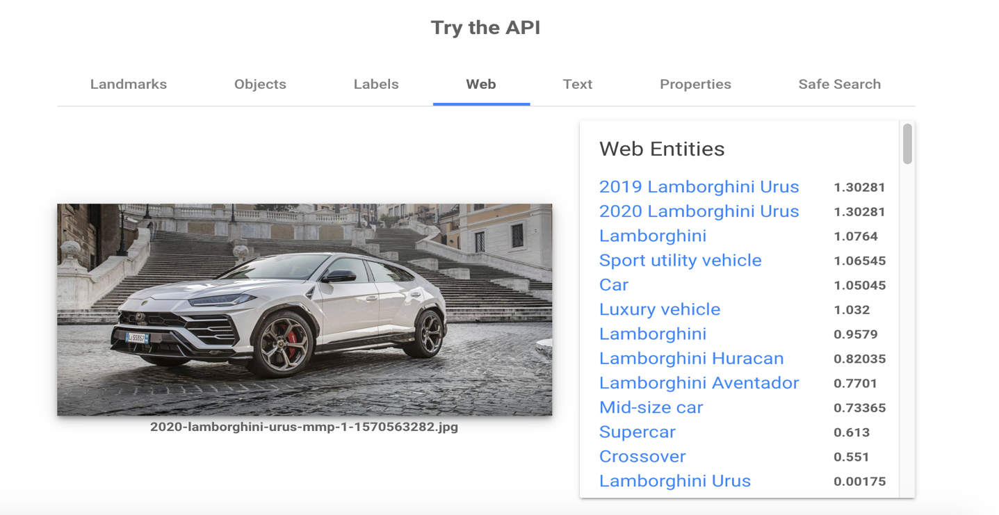 Try the API
Landmarks Objects Labels Web Text Properties Safe Search
Web Entities
2019 Lamborghini Urus 1.30281
2020 Lamborghini Urus 1.30281
Lamborghini 1.0764
Sport utility vehicle 1.06545
Car 1.05045
Luxury vehicle 1.032
Lamborghini 0.9579
Lamborghini Huracan 0.82035
Lamborghini Aventador 0.7701
Mid-size car 0.73365
Supercar 0.613
Crossover 0.551
Lamborghini Urus 0.00175
2020-lamborghini-urus-mmp-1-1570563282.jpg